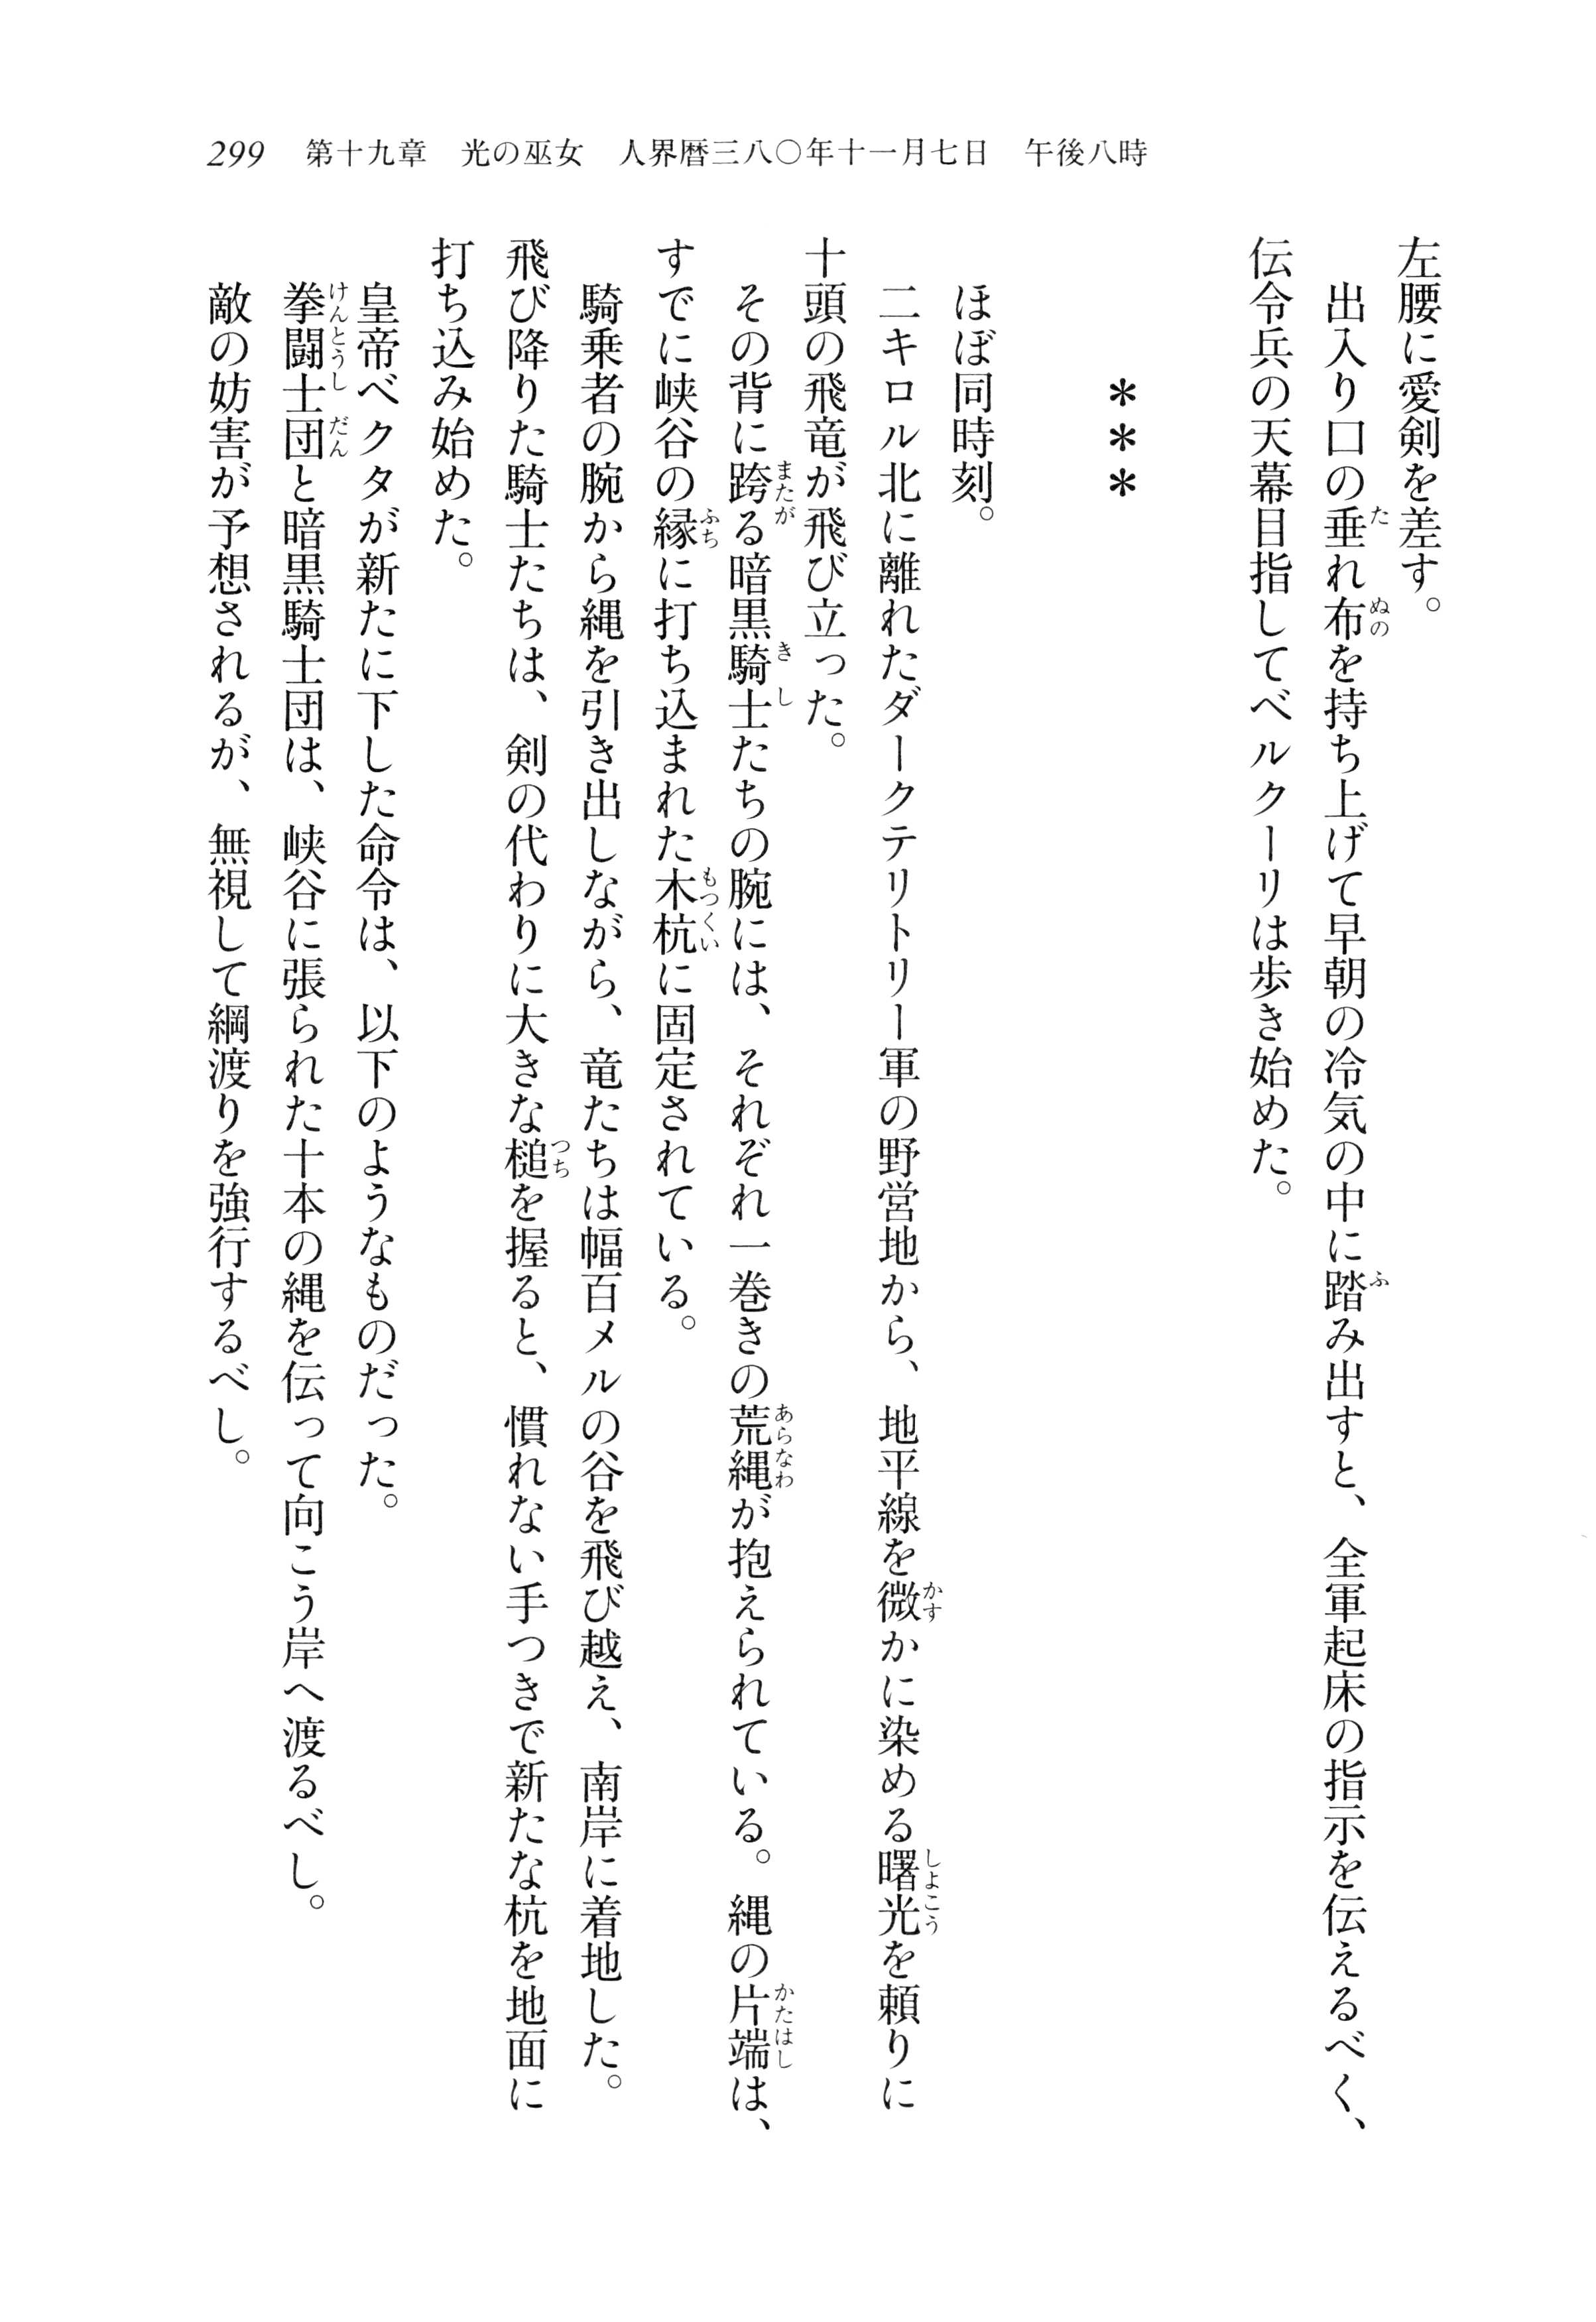 299　第十九章　光の巫女　人界暦三八〇年十一月七日　午後八時
左腰に愛剣を差す。
　出入り口の垂れ布を持ち上げて早朝の冷気の中に踏み出すと、全軍起床の指示を伝えるべく、
伝令兵の天幕目指してベルクーリは歩き始めた。
＊＊＊
　ほぼ同時刻。
　二キロル北に離れたダークテリトリー軍の野営地から、地平線を微かに染める曙光を頼りに
十頭の飛竜が飛び立った。
　その背に跨る暗黒騎士たちの腕には、それぞれ一巻きの荒縄が抱えられている。縄の片端は、
すでに峡谷の縁に打ち込まれた木杭に固定されている。
　騎乗者の腕から縄を引き出しながら、竜たちは幅百メルの谷を飛び越え、南岸に着地した。
飛び降りた騎士たちは、剣の代わりに大きな槌を握ると、慣れない手つきで新たな杭を地面に
打ち込み始めた。
　皇帝ベクタが新たに下した命令は、以下のようなものだった。
　拳闘士団と暗黒騎士団は、峡谷に張られた十本の縄を伝って向こう岸へ渡るべし。
　敵の妨害が予想されるが、無視して綱渡りを強行するべし。